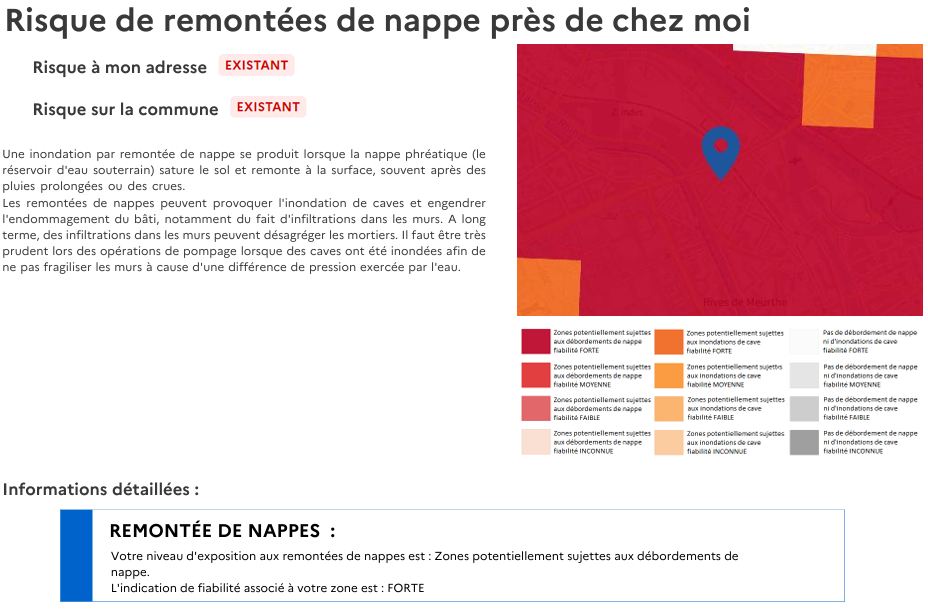 Risque de remontées de nappe près de chez moi
Risque à mon adresse EXISTANT
Risque sur la commune EXISTANT
Une inondation par remontée de nappe se produit lorsque la nappe phréatique (le
réservoir d'eau souterrain) sature le sol et remonte à la surface, souvent après des
pluies prolongées ou des crues.
Les remontées de nappes peuvent provoquer l'inondation de caves et engendrer
l'endommagement du bâti, notamment du fait d'infiltrations dans les murs. A long
terme, des infiltrations dans les murs peuvent désagréger les mortiers. Il faut être très
prudent lors des opérations de pompage lorsque des caves ont été inondées afin de
ne pas fragiliser les murs à cause d'une différence de pression exercée par l'eau.
Rives de Meurthe
Zones potentiellement sujettes
aux débordements de nappe
fiabilité FORTE
Zones potentiellement sujettes
aux inondations de cave
fiabilité FORTE
Pas de débordement de nappe
ni d'inondations de cave
fiabilité FORTE
Zones potentiellement sujettes
aux débordements de nappe
fiabilité MOYENNE
Zones potentiellement sujettes
aux inondations de cave
fiabilité MOYENNE
Pas de débordement de nappe
ni d'inondations de cave
fiabilité MOYENNE
Zones potentiellement sujettes
aux débordements de nappe
fiabilité FAIBLE
Zones potentiellement sujettes
aux inondations de cave
fiabilité FAIBLE
Pas de débordement de nappe
ni d'inondations de cave
fiabilité FAIBLE
Zones potentiellement sujettes
aux débordements de nappe
fiabilité INCONNUE
Zones potentiellement sujettes
aux inondations de cave
fiabilité INCONNUE
Pas de débordement de nappe
ni d'inondations de cave
fiabilité INCONNUE
Informations détaillées :
REMONTÉE DE NAPPES :
Votre niveau d'exposition aux remontées de nappes est : Zones potentiellement sujettes aux débordements de
nappe.
L'indication de fiabilité associé à votre zone est : FORTE